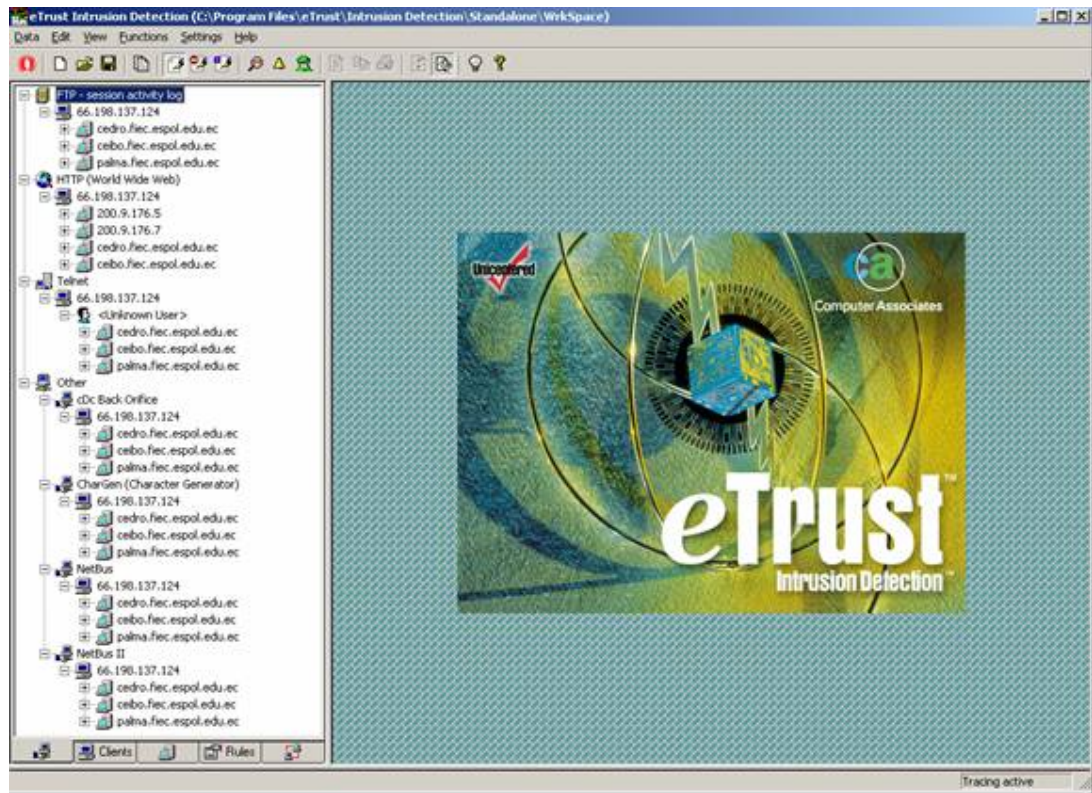 eTrust Intrusion Detection (C:\Program Files\eTrust\Intrusion Detection\Standalone\WrkSpace)
Data Edit View Functions Settings Help
FTP - session activity log
66.198.137.124
cedro.fiec.espol.edu.ec
ceibo.fiec.espol.edu.ec
palma.fiec.espol.edu.ec
HTTP (World Wide Web)
66.198.137.124
200.9.176.5
200.9.176.7
cedro.fiec.espol.edu.ec
ceibo.fiec.espol.edu.ec
Telnet
66.198.137.124
<Unknown User>
cedro.fiec.espol.edu.ec
ceibo.fiec.espol.edu.ec
palma.fiec.espol.edu.ec
Other
cDc Back Orifice
66.198.137.124
cedro.fiec.espol.edu.ec
ceibo.fiec.espol.edu.ec
palma.fiec.espol.edu.ec
CharGen (Character Generator)
66.198.137.124
cedro.fiec.espol.edu.ec
ceibo.fiec.espol.edu.ec
palma.fiec.espol.edu.ec
NetBus
66.198.137.124
cedro.fiec.espol.edu.ec
ceibo.fiec.espol.edu.ec
palma.fiec.espol.edu.ec
NetBus II
66.198.137.124
cedro.fiec.espol.edu.ec
ceibo.fiec.espol.edu.ec
palma.fiec.espol.edu.ec
Clients Rules
Unicentered
ca
Computer Associates
eTrust™
Intrusion Detection™
Tracing active